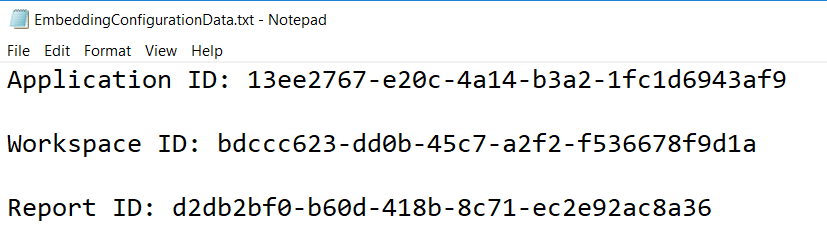 EmbeddingConfigurationData.txt - Notepad
File Edit Format View Help
Application ID: 13ee2767-e20c-4a14-b3a2-1fc1d6943af9
Workspace ID: bdccc623-dd0b-45c7-a2f2-f536678f9d1a
Report ID: d2db2bf0-b60d-418b-8c71-ec2e92ac8a36